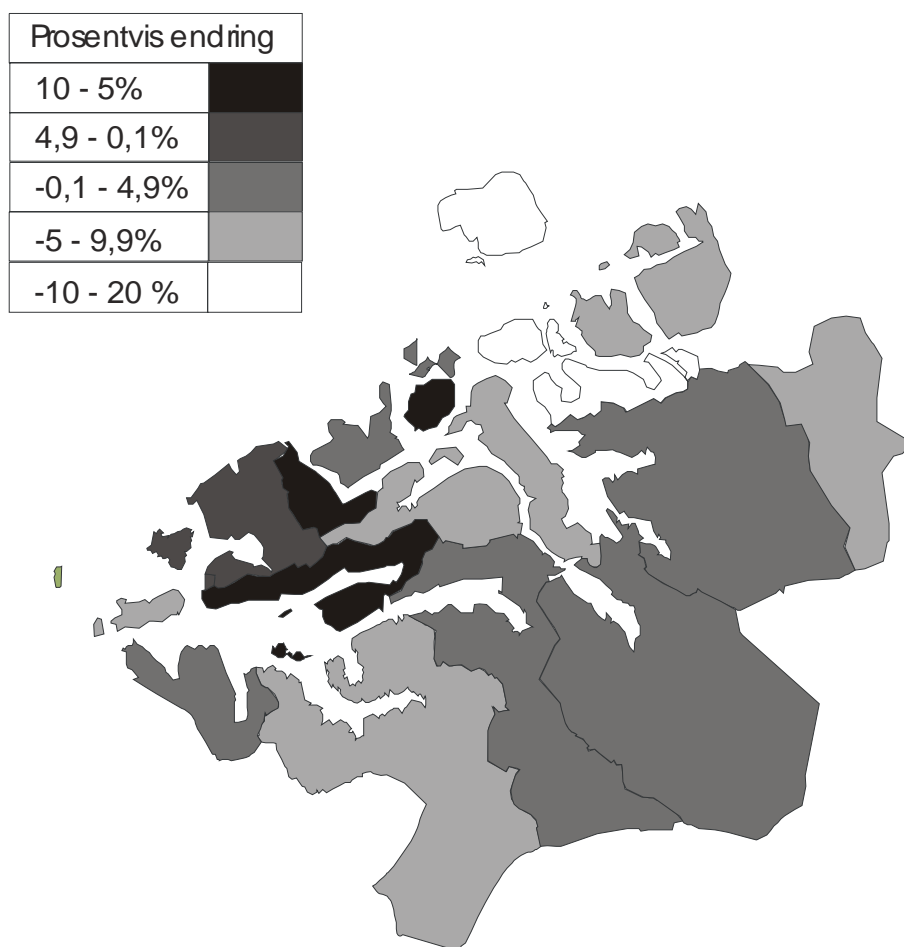 Prosentvis endring
10 - 5%
4,9 - 0,1%
-0,1 - 4,9%
-5 - 9,9%
-10 - 20 %